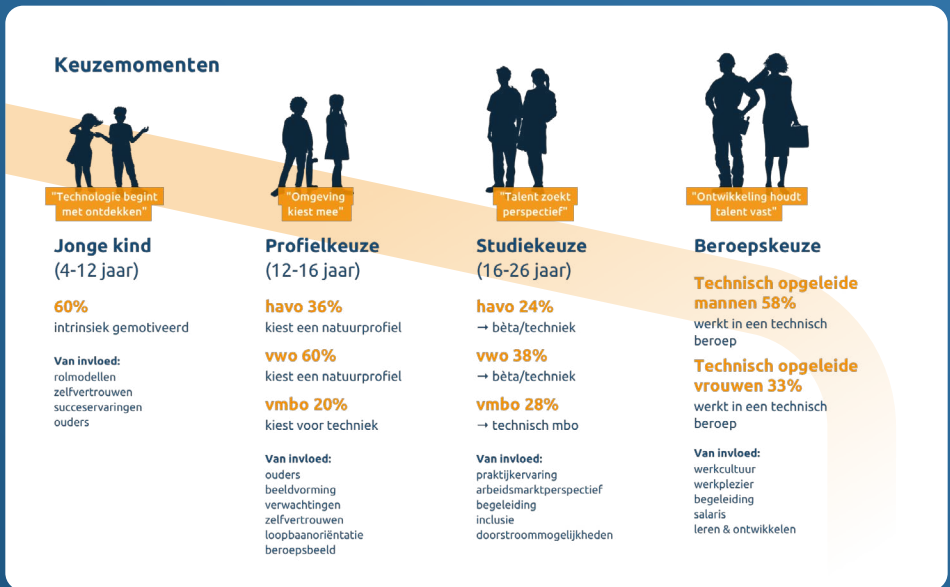 Keuzemomenten
"Technologie begint
met ontdekken"
Jonge kind
(4-12 jaar)
60%
intrinsiek gemotiveerd
Van invloed:
rolmodellen
zelfvertrouwen
succeservaringen
ouders
"Omgeving
kiest mee"
Profielkeuze
(12-16 jaar)
havo 36%
kiest een natuurprofiel
vwo 60%
kiest een natuurprofiel
vmbo 20%
kiest voor techniek
Van invloed:
ouders
beeldvorming
verwachtingen
zelfvertrouwen
loopbaanoriëntatie
beroepsbeeld
"Talent zoekt
perspectief"
Studiekeuze
(16-26 jaar)
havo 24%
→ bèta/techniek
vwo 38%
→ bèta/techniek
vmbo 28%
→ technisch mbo
Van invloed:
praktijkervaring
arbeidsmarktperspectief
begeleiding
inclusie
doorstroommogelijkheden
"Ontwikkeling houdt
talent vast"
Beroepskeuze
Technisch opgeleide
mannen 58%
werkt in een technisch
beroep
Technisch opgeleide
vrouwen 33%
werkt in een technisch
beroep
Van invloed:
werkcultuur
werkplezier
begeleiding
salaris
leren & ontwikkelen